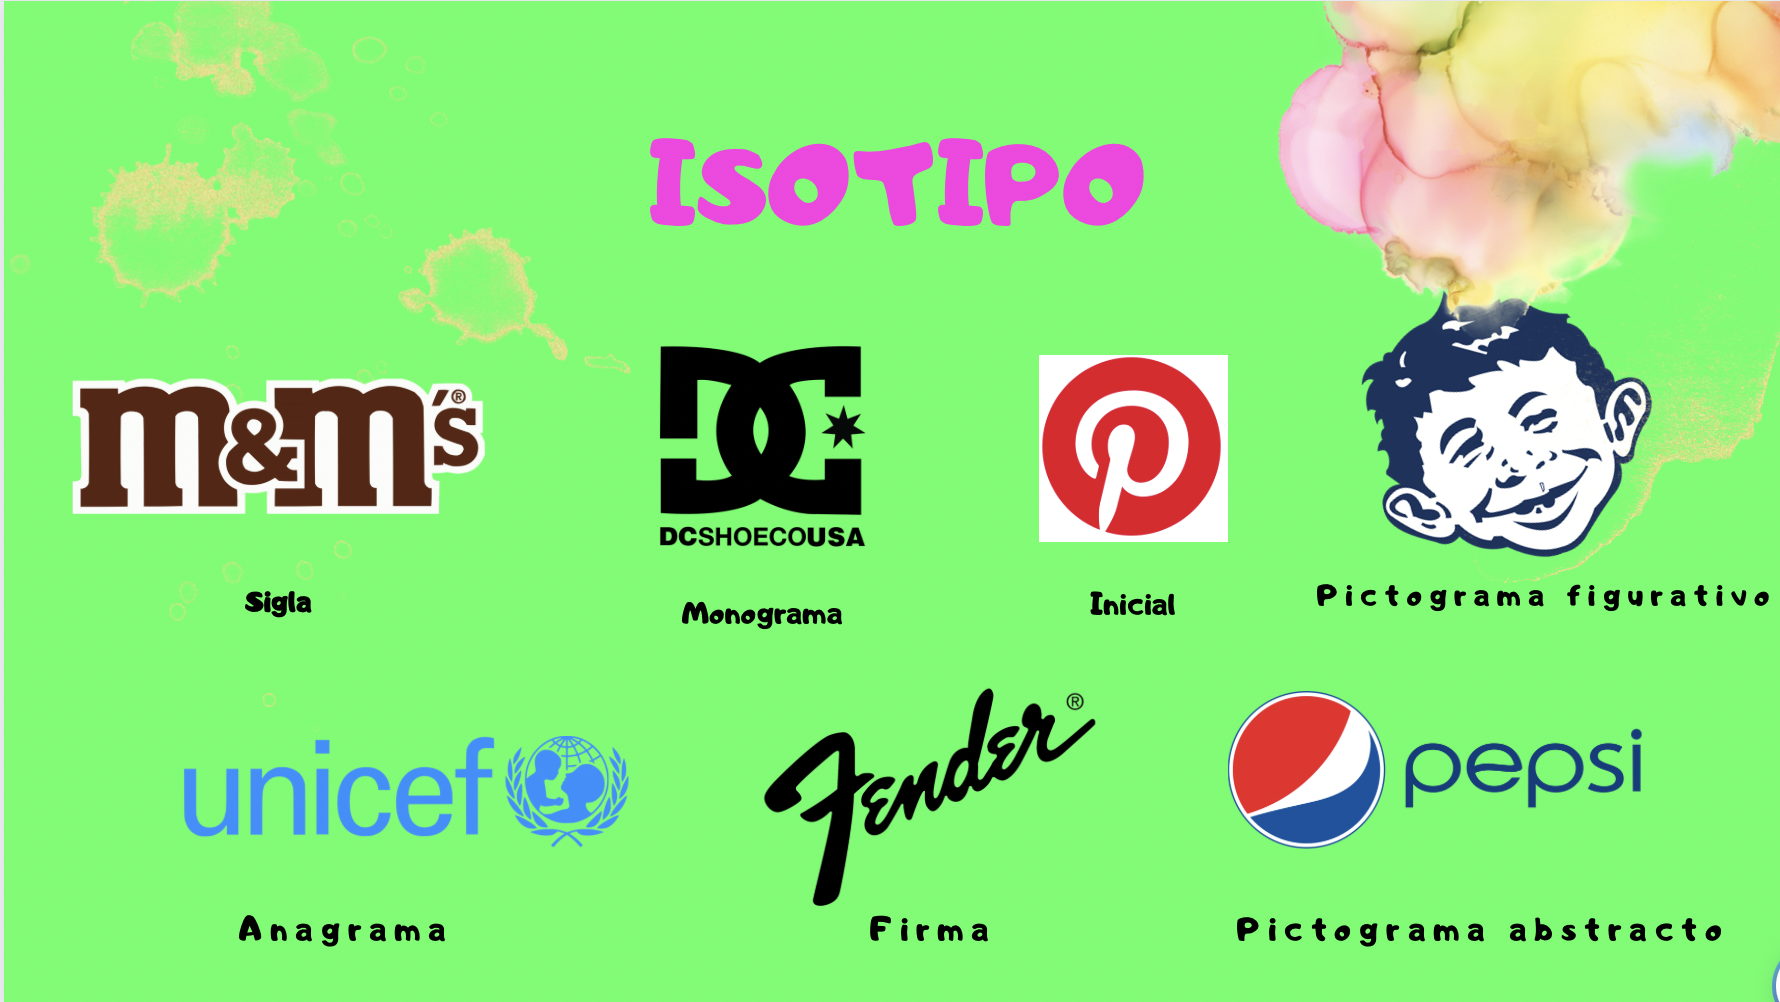 ISOTIPO
m&m's®
DCSHOECOUSA
Sigla
Monograma
Inicial
Pictograma figurativo
unicef
Fender®
pepsi
Anagrama
Firma
Pictograma abstracto